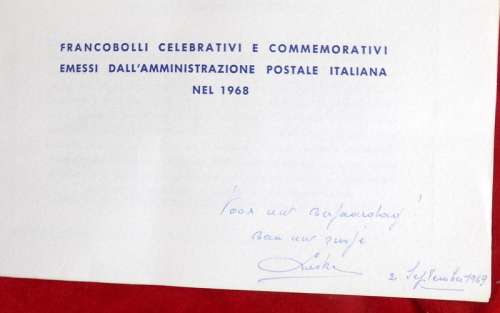 FRANCOBOLLI CELEBRATIVI E COMMEMORATIVI
EMESSI DALL'AMMINISTRAZIONE POSTALE ITALIANA
NEL 1968
Voor uw verjaardag!
van uw
2 September 1969